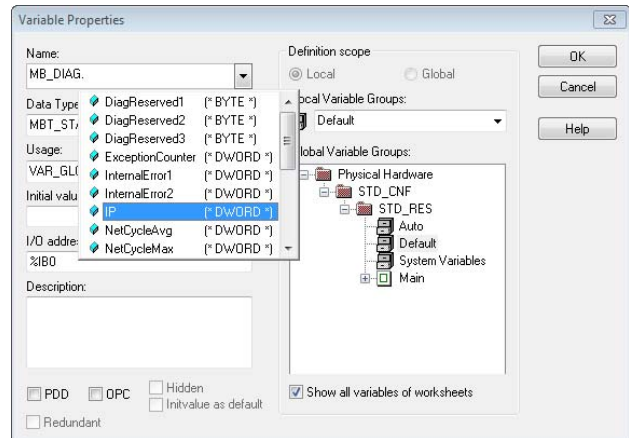 Variable Properties
Name:
MB_DIAG.
DiagReserved1 (* BYTE *)
DiagReserved2 (* BYTE *)
DiagReserved3 (* BYTE *)
ExceptionCounter (* DWORD *)
InternalError1 (* DWORD *)
InternalError2 (* DWORD *)
IP (* DWORD *)
NetCycleAvg (* DWORD *)
NetCycleMax (* DWORD *)
Data Type
MBT_STA
Usage:
VAR_GLO
Initial valu
I/O addre
%IB0
Description:
PDD
OPC
Hidden
Initvalue as default
Redundant
Definition scope
Local
Global
ocal Variable Groups:
Default
lobal Variable Groups:
Physical Hardware
STD_CNF
STD_RES
Auto
Default
System Variables
Main
Show all variables of worksheets
OK
Cancel
Help